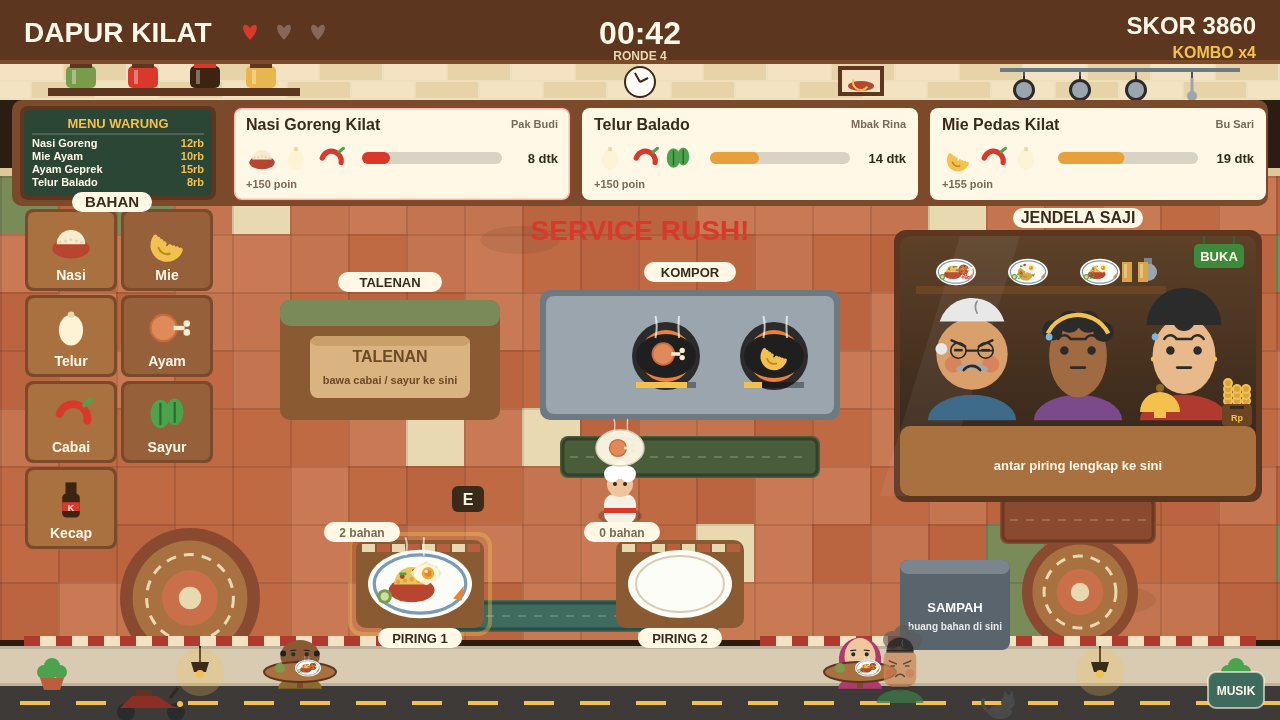 DAPUR KILAT
00:42
RONDE 4
SKOR 3860
KOMBO x4
MENU WARUNG
Nasi Goreng 12rb
Mie Ayam 10rb
Ayam Geprek 15rb
Telur Balado 8rb
Nasi Goreng Kilat Pak Budi
8 dtk
+150 poin
Telur Balado Mbak Rina
14 dtk
+150 poin
Mie Pedas Kilat Bu Sari
19 dtk
+155 poin
BAHAN
Nasi
Mie
Telur
Ayam
Cabai
Sayur
K
Kecap
SERVICE RUSH!
TALENAN
TALENAN
bawa cabai / sayur ke sini
KOMPOR
JENDELA SAJI
BUKA
Rp
antar piring lengkap ke sini
E
2 bahan
0 bahan
PIRING 1
PIRING 2
SAMPAH
buang bahan di sini
MUSIK